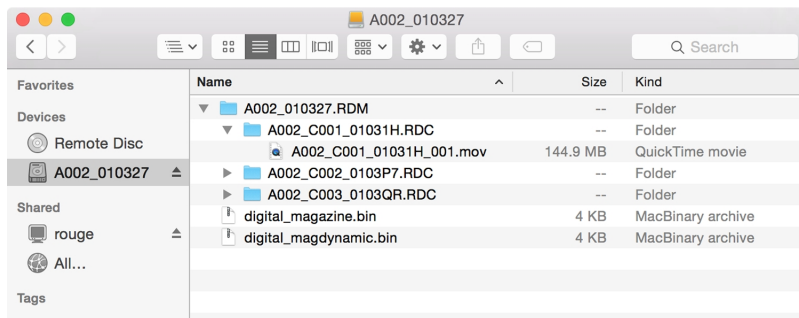 A002_010327
Search
Favorites
Devices
Remote Disc
A002_010327
Shared
rouge
All...
Tags
Name Size Kind
A002_010327.RDM -- Folder
A002_C001_01031H.RDC -- Folder
A002_C001_01031H_001.mov 144.9 MB QuickTime movie
A002_C002_0103P7.RDC -- Folder
A002_C003_0103QR.RDC -- Folder
digital_magazine.bin 4 KB MacBinary archive
digital_magdynamic.bin 4 KB MacBinary archive